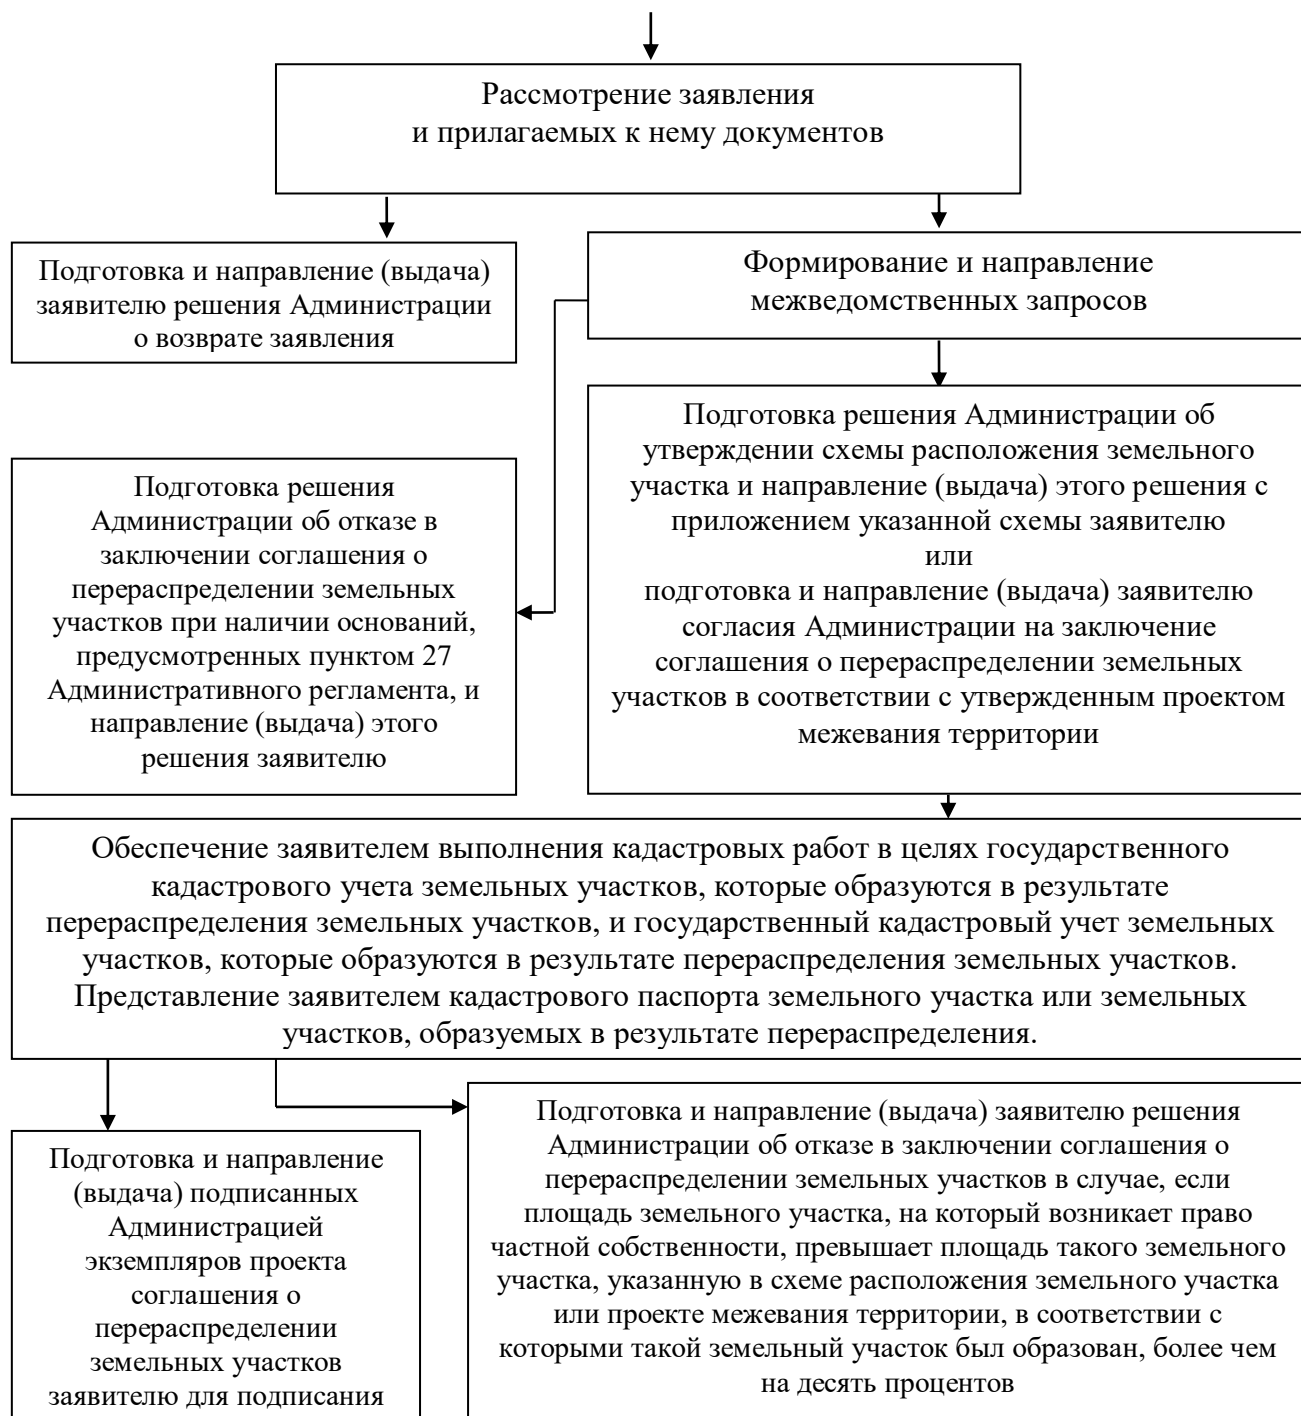 Рассмотрение заявления
и прилагаемых к нему документов
Подготовка и направление (выдача)
заявителю решения Администрации
о возврате заявления
Формирование и направление
межведомственных запросов
Подготовка решения Администрации об
утверждении схемы расположения земельного
участка и направление (выдача) этого решения с
приложением указанной схемы заявителю
или
подготовка и направление (выдача) заявителю
согласия Администрации на заключение
соглашения о перераспределении земельных
участков в соответствии с утвержденным проектом
межевания территории
Подготовка решения
Администрации об отказе в
заключении соглашения о
перераспределении земельных
участков при наличии оснований,
предусмотренных пунктом 27
Административного регламента, и
направление (выдача) этого
решения заявителю
Обеспечение заявителем выполнения кадастровых работ в целях государственного
кадастрового учета земельных участков, которые образуются в результате
перераспределения земельных участков, и государственный кадастровый учет земельных
участков, которые образуются в результате перераспределения земельных участков.
Представление заявителем кадастрового паспорта земельного участка или земельных
участков, образуемых в результате перераспределения.
Подготовка и направление
(выдача) подписанных
Администрацией
экземпляров проекта
соглашения о
перераспределении
земельных участков
заявителю для подписания
Подготовка и направление (выдача) заявителю решения
Администрации об отказе в заключении соглашения о
перераспределении земельных участков в случае, если
площадь земельного участка, на который возникает право
частной собственности, превышает площадь такого земельного
участка, указанную в схеме расположения земельного участка
или проекте межевания территории, в соответствии с
которыми такой земельный участок был образован, более чем
на десять процентов